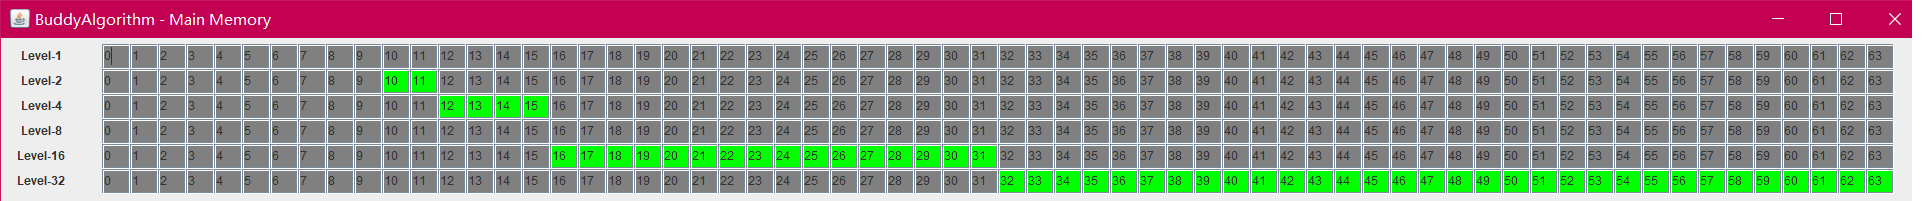 BuddyAlgorithm - Main Memory
Level-1 0 1 2 3 4 5 6 7 8 9 10 11 12 13 14 15 16 17 18 19 20 21 22 23 24 25 26 27 28 29 30 31 32 33 34 35 36 37 38 39 40 41 42 43 44 45 46 47 48 49 50 51 52 53 54 55 56 57 58 59 60 61 62 63
Level-2 0 1 2 3 4 5 6 7 8 9 10 11 12 13 14 15 16 17 18 19 20 21 22 23 24 25 26 27 28 29 30 31 32 33 34 35 36 37 38 39 40 41 42 43 44 45 46 47 48 49 50 51 52 53 54 55 56 57 58 59 60 61 62 63
Level-4 0 1 2 3 4 5 6 7 8 9 10 11 12 13 14 15 16 17 18 19 20 21 22 23 24 25 26 27 28 29 30 31 32 33 34 35 36 37 38 39 40 41 42 43 44 45 46 47 48 49 50 51 52 53 54 55 56 57 58 59 60 61 62 63
Level-8 0 1 2 3 4 5 6 7 8 9 10 11 12 13 14 15 16 17 18 19 20 21 22 23 24 25 26 27 28 29 30 31 32 33 34 35 36 37 38 39 40 41 42 43 44 45 46 47 48 49 50 51 52 53 54 55 56 57 58 59 60 61 62 63
Level-16 0 1 2 3 4 5 6 7 8 9 10 11 12 13 14 15 16 17 18 19 20 21 22 23 24 25 26 27 28 29 30 31 32 33 34 35 36 37 38 39 40 41 42 43 44 45 46 47 48 49 50 51 52 53 54 55 56 57 58 59 60 61 62 63
Level-32 0 1 2 3 4 5 6 7 8 9 10 11 12 13 14 15 16 17 18 19 20 21 22 23 24 25 26 27 28 29 30 31 32 33 34 35 36 37 38 39 40 41 42 43 44 45 46 47 48 49 50 51 52 53 54 55 56 57 58 59 60 61 62 63